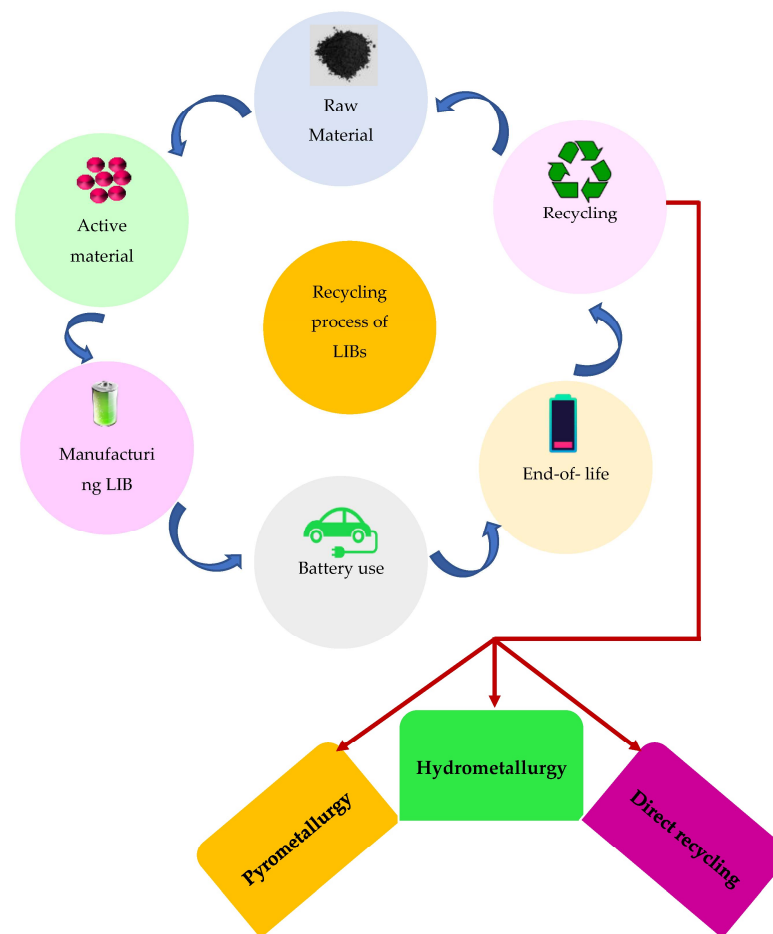 Raw
Material
Recycling
Active
material
Recycling
process of
LIBs
Manufacturi
ng LIB
End-of- life
Battery use
Hydrometallurgy
Pyrometallurgy
Direct recycling